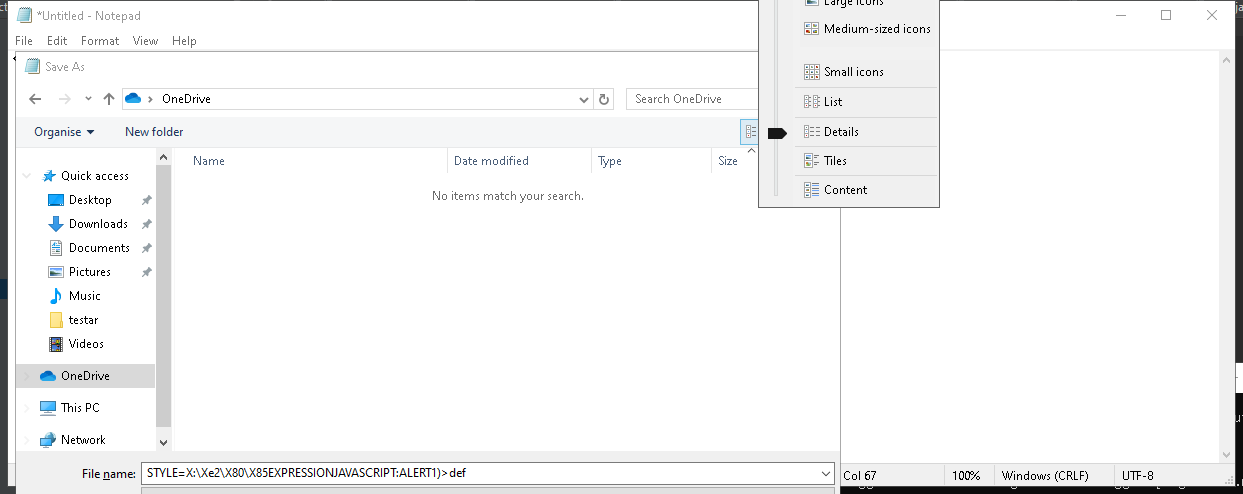 *Untitled - Notepad
File Edit Format View Help
Save As
OneDrive
Search OneDrive
Organise
New folder
Large icons
Medium-sized icons
Small icons
List
Details
Tiles
Content
Name
Date modified
Type
Size
No items match your search.
Quick access
Desktop
Downloads
Documents
Pictures
Music
testar
Videos
OneDrive
This PC
Network
File name:
STYLE=X:\Xe2\X80\X85EXPRESSIONJAVASCRIPT:ALERT1)>def
Col 67
100%
Windows (CRLF)
UTF-8